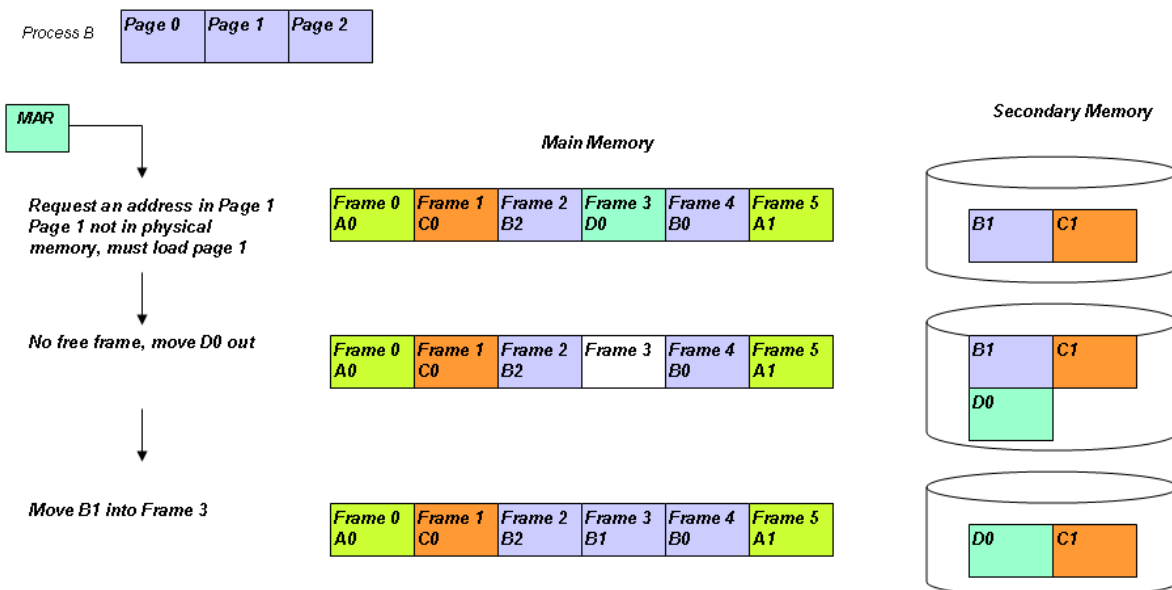 Process B
Page 0 Page 1 Page 2
MAR
Secondary Memory
Main Memory
Request an address in Page 1
Page 1 not in physical
memory, must load page 1
Frame 0 Frame 1 Frame 2 Frame 3 Frame 4 Frame 5
A0 C0 B2 D0 B0 A1
B1 C1
No free frame, move D0 out
Frame 0 Frame 1 Frame 2 Frame 3 Frame 4 Frame 5
A0 C0 B2 B0 A1
B1 C1
D0
Move B1 into Frame 3
Frame 0 Frame 1 Frame 2 Frame 3 Frame 4 Frame 5
A0 C0 B2 B1 B0 A1
D0 C1